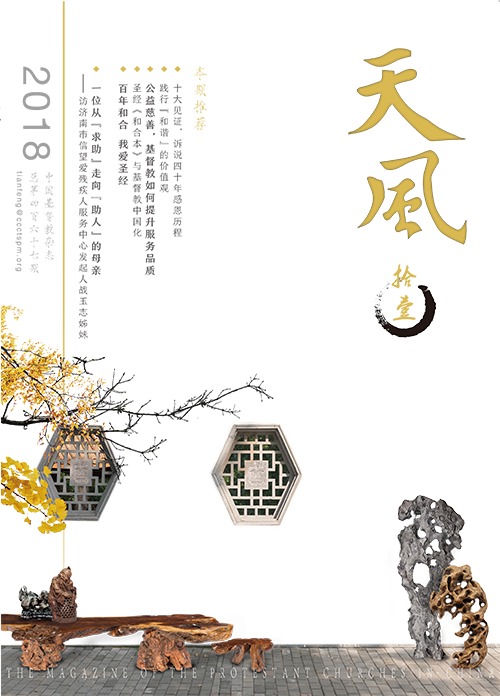 天風
拾壹
本期推荐
十大见证，诉说四十年感恩历程
践行『和谐』的价值观
公益慈善，基督教如何提升服务品质
圣经《和合本》与基督教中国化
百年和合 我爱圣经
一位从『求助』走向『助人』的母亲
——访济南市信望爱残疾人服务中心发起人战玉志姊妹
2018
中国基督教杂志
总第四百六十七期
tianfeng@ccctspm.org
THE MAGAZINE OF THE PROTESTANT CHURCHES IN CHINA